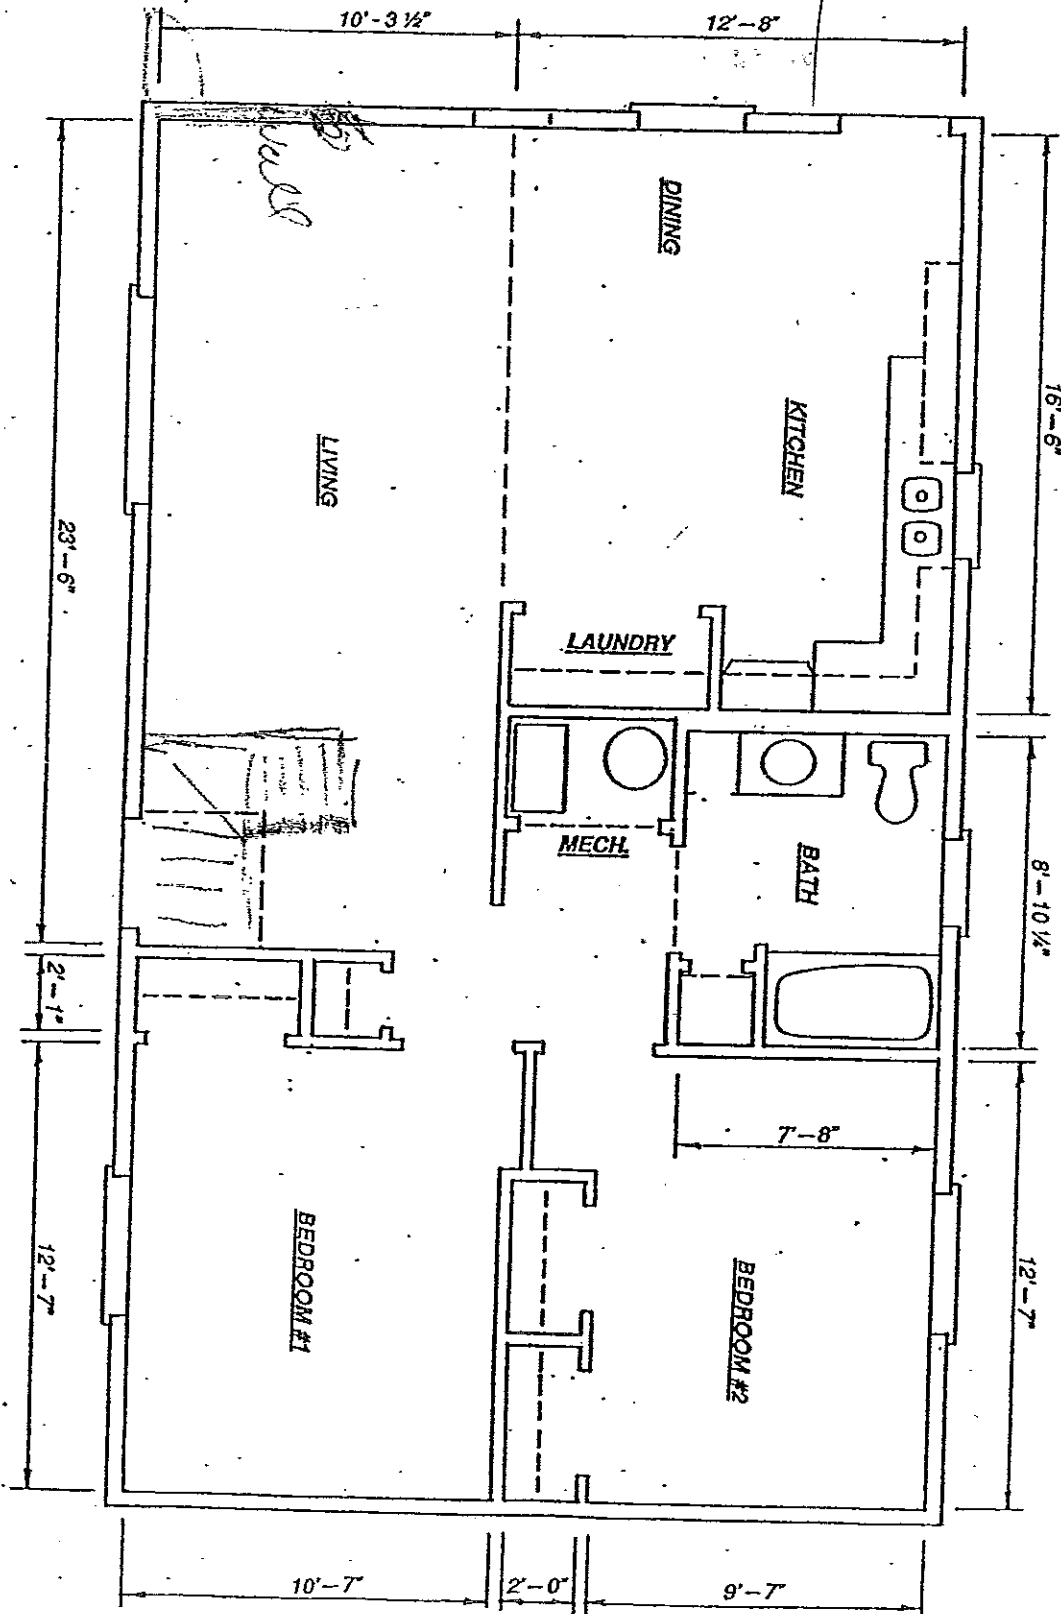 10'-3 ½"
12'-8"
DINING
16'-6"
KITCHEN
LIVING
23'-6"
LAUNDRY
MECH.
BATH
8'-10 ¼"
2'-1"
7'-8"
BEDROOM #1
BEDROOM #2
12'-7"
12'-7"
10'-7"
2'-0"
9'-7"